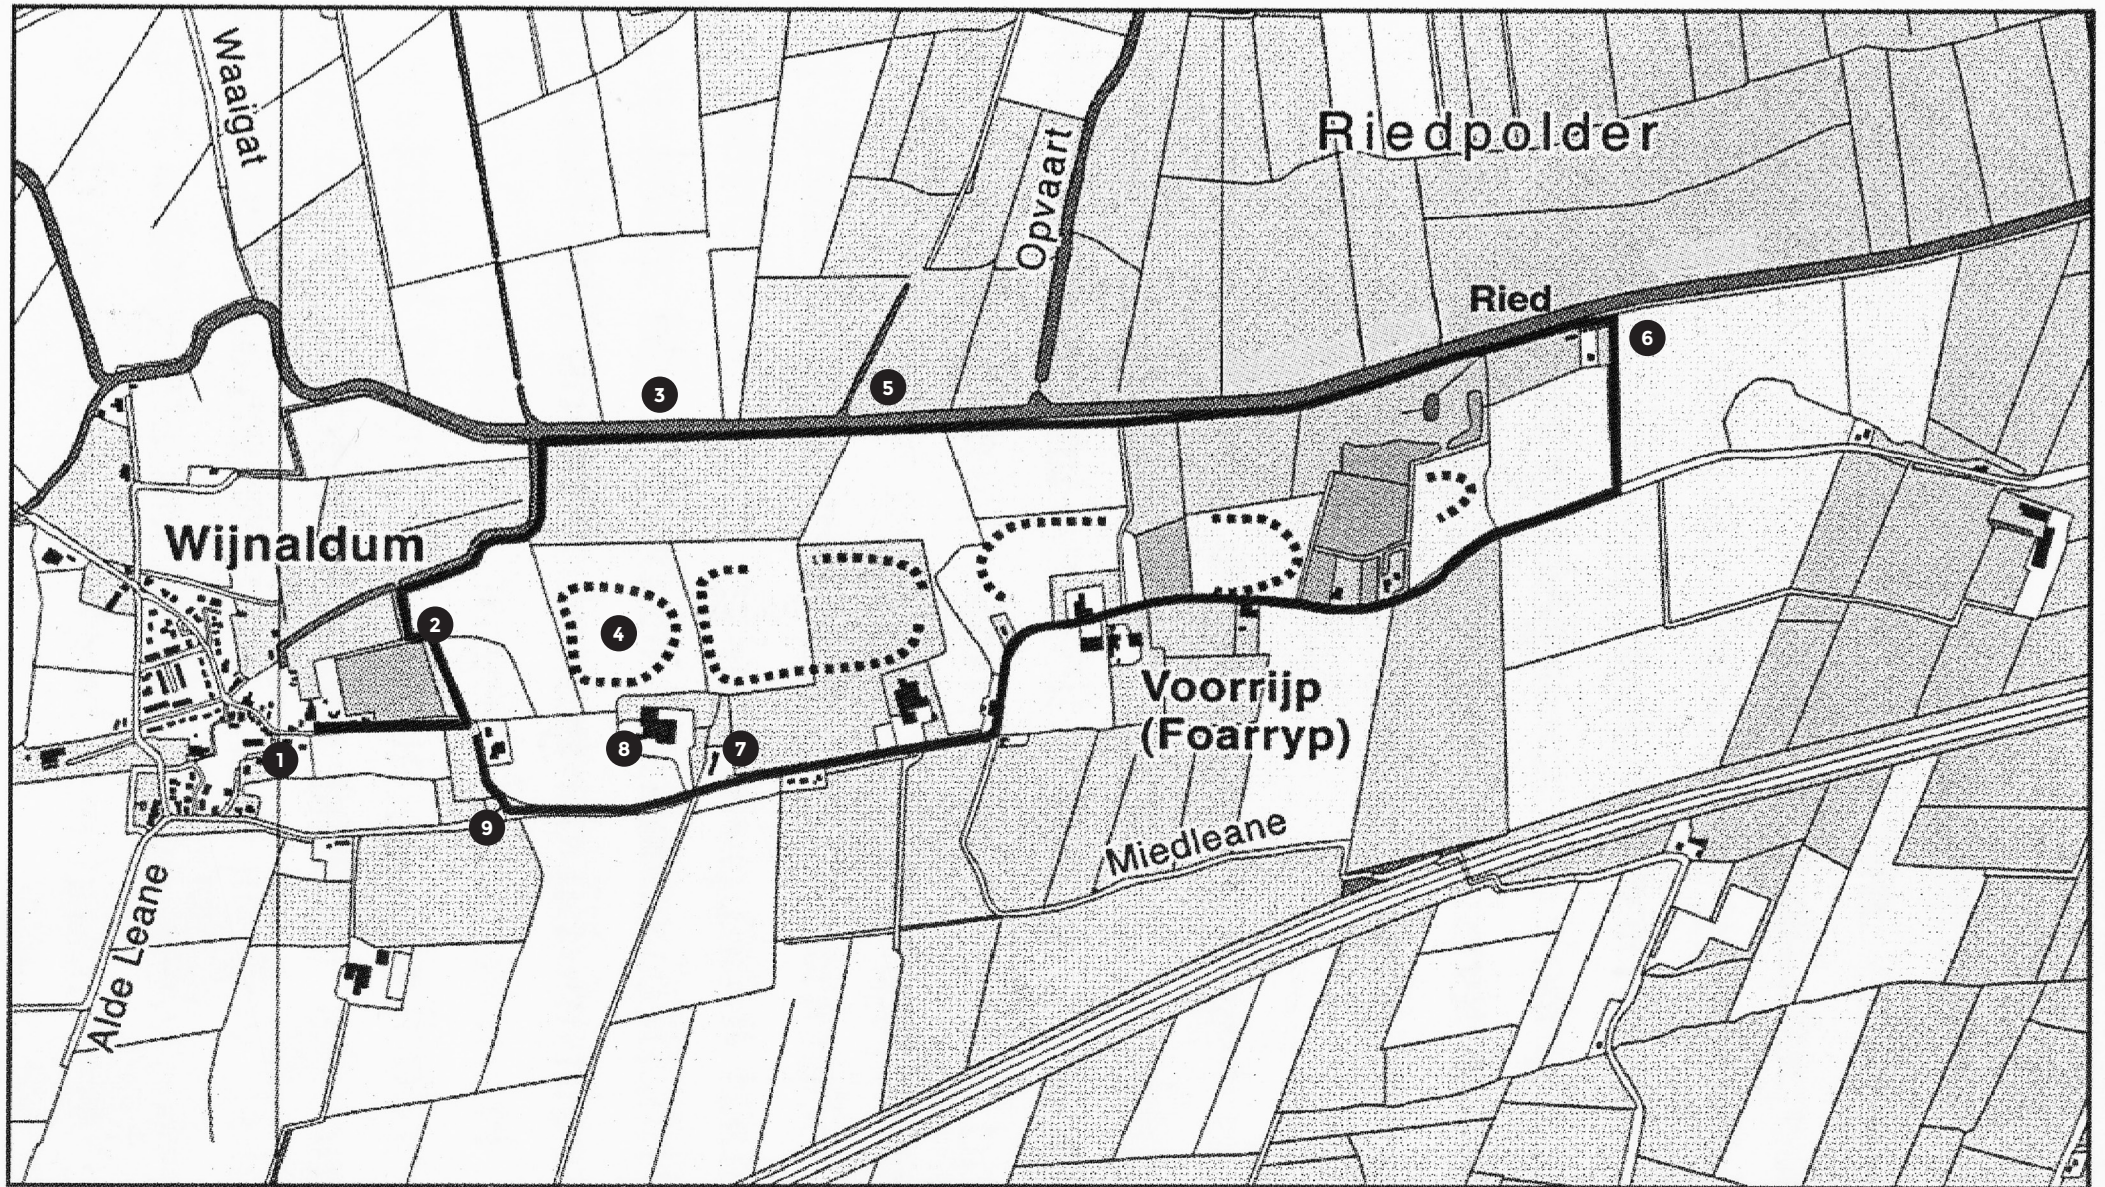 Waaigat
Riedpolder
Opvaart
Ried
6
3
5
Wijnaldum
2
4
Voorrijp
(Foarryp)
1
8
7
9
Miedleane
Alde Leane